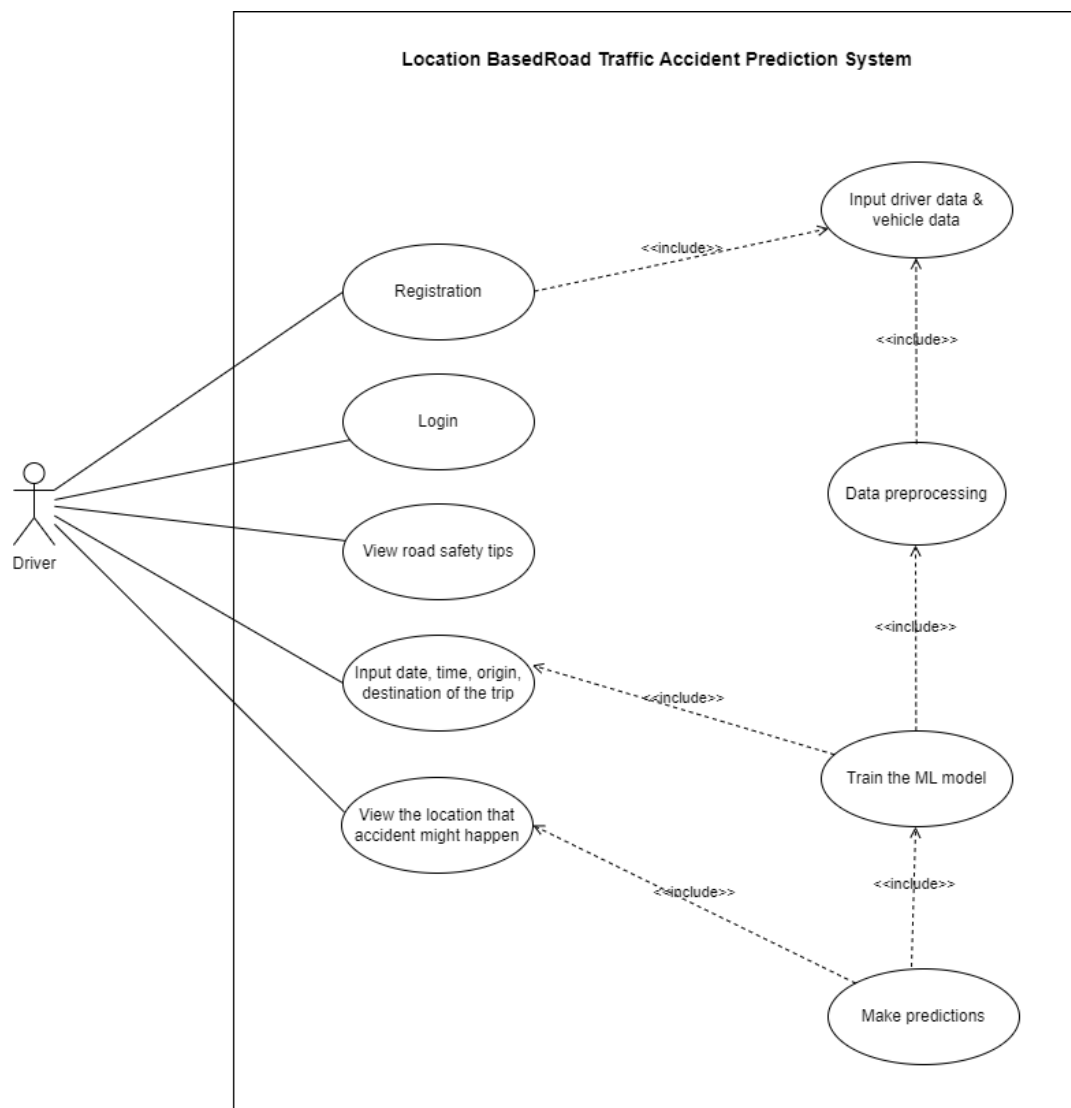 Location BasedRoad Traffic Accident Prediction System
Input driver data &
vehicle data
<<include>>
Registration
<<include>>
Login
Data preprocessing
View road safety tips
Driver
<<include>>
Input date, time, origin,
destination of the trip
<<include>>
Train the ML model
View the location that
accident might happen
<<include>>
<<include>>
Make predictions